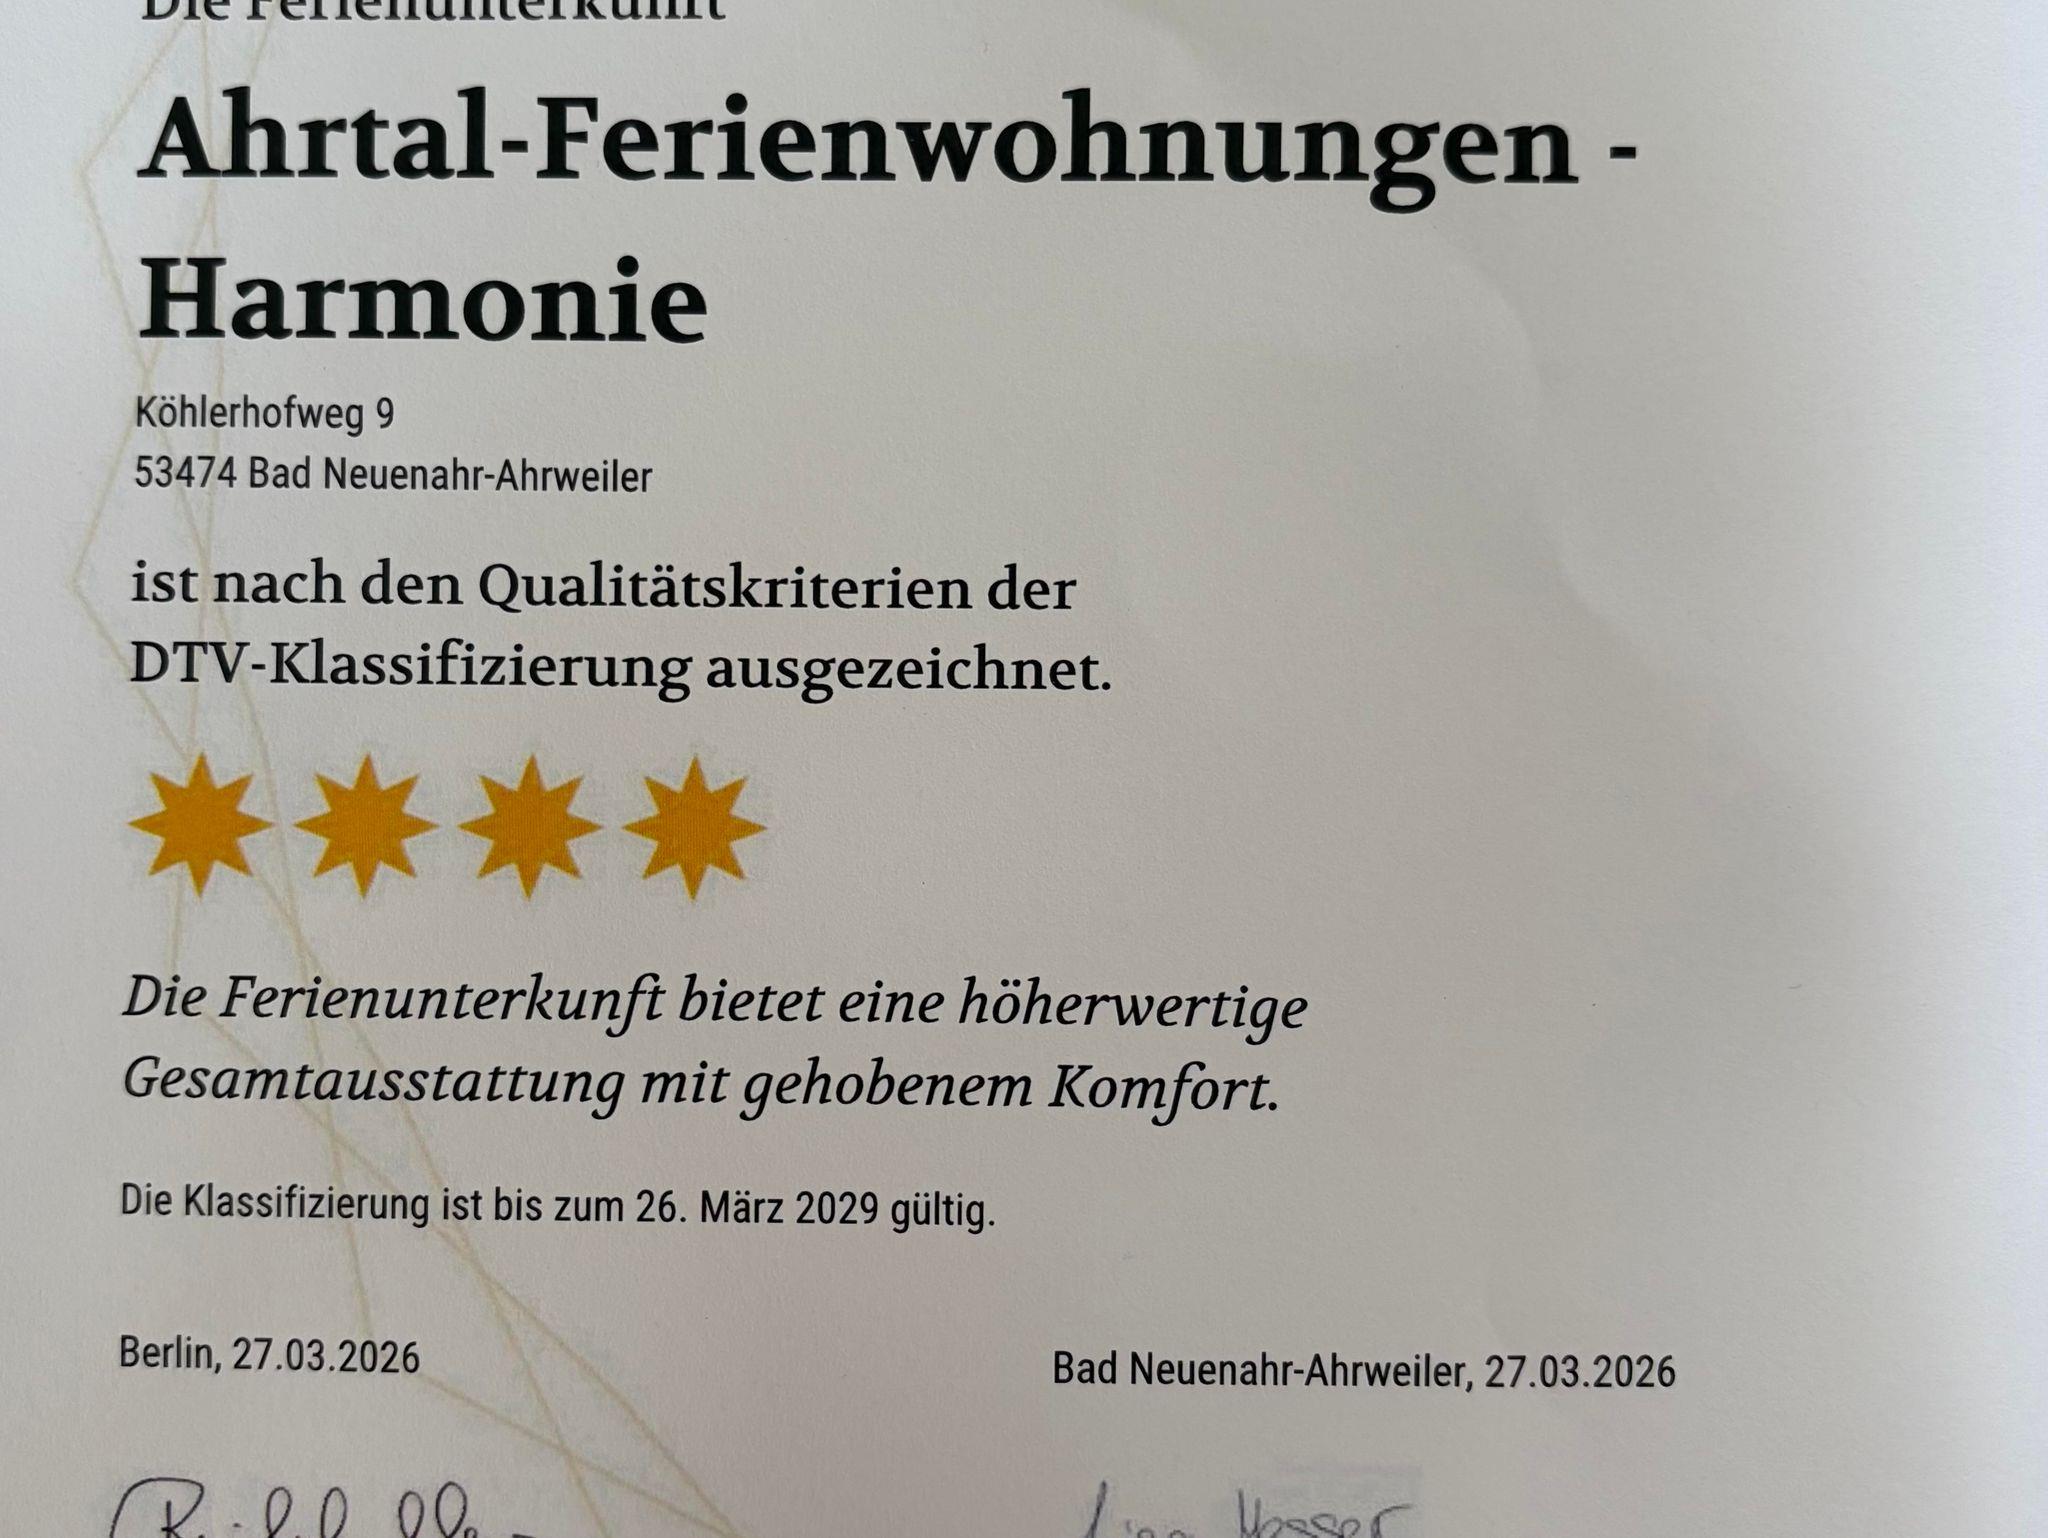 Die Ferienunterkunft
Ahrtal-Ferienwohnungen -
Harmonie
Köhlerhofweg 9
53474 Bad Neuenahr-Ahrweiler
ist nach den Qualitätskriterien der
DTV-Klassifizierung ausgezeichnet.
Die Ferienunterkunft bietet eine höherwertige
Gesamtausstattung mit gehobenem Komfort.
Die Klassifizierung ist bis zum 26. März 2029 gültig.
Berlin, 27.03.2026
Bad Neuenahr-Ahrweiler, 27.03.2026